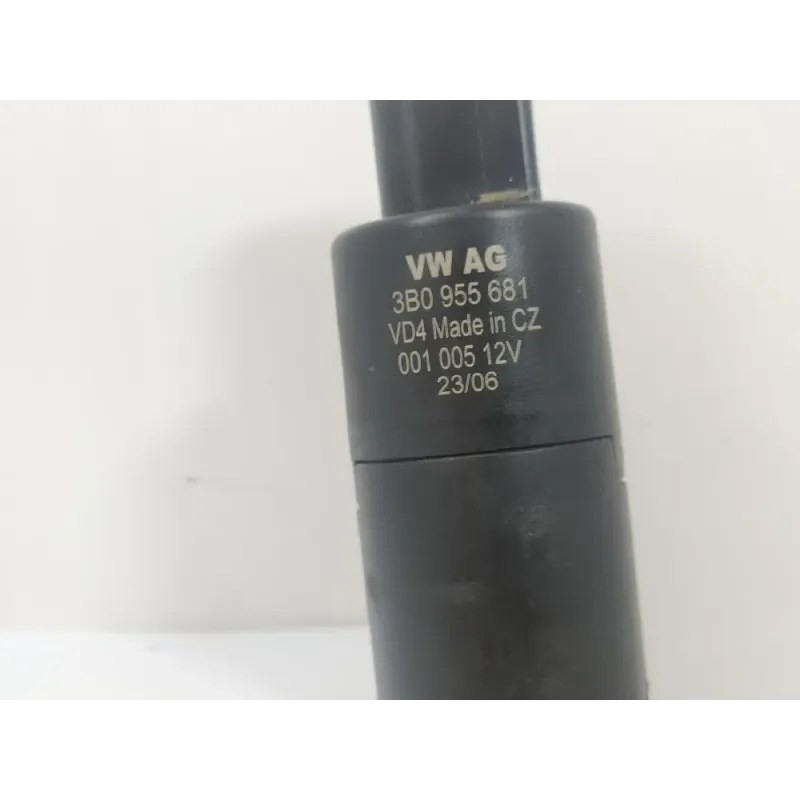 VW AG
3B0 955 681
VD4 Made in CZ
001 005 12V
23/06